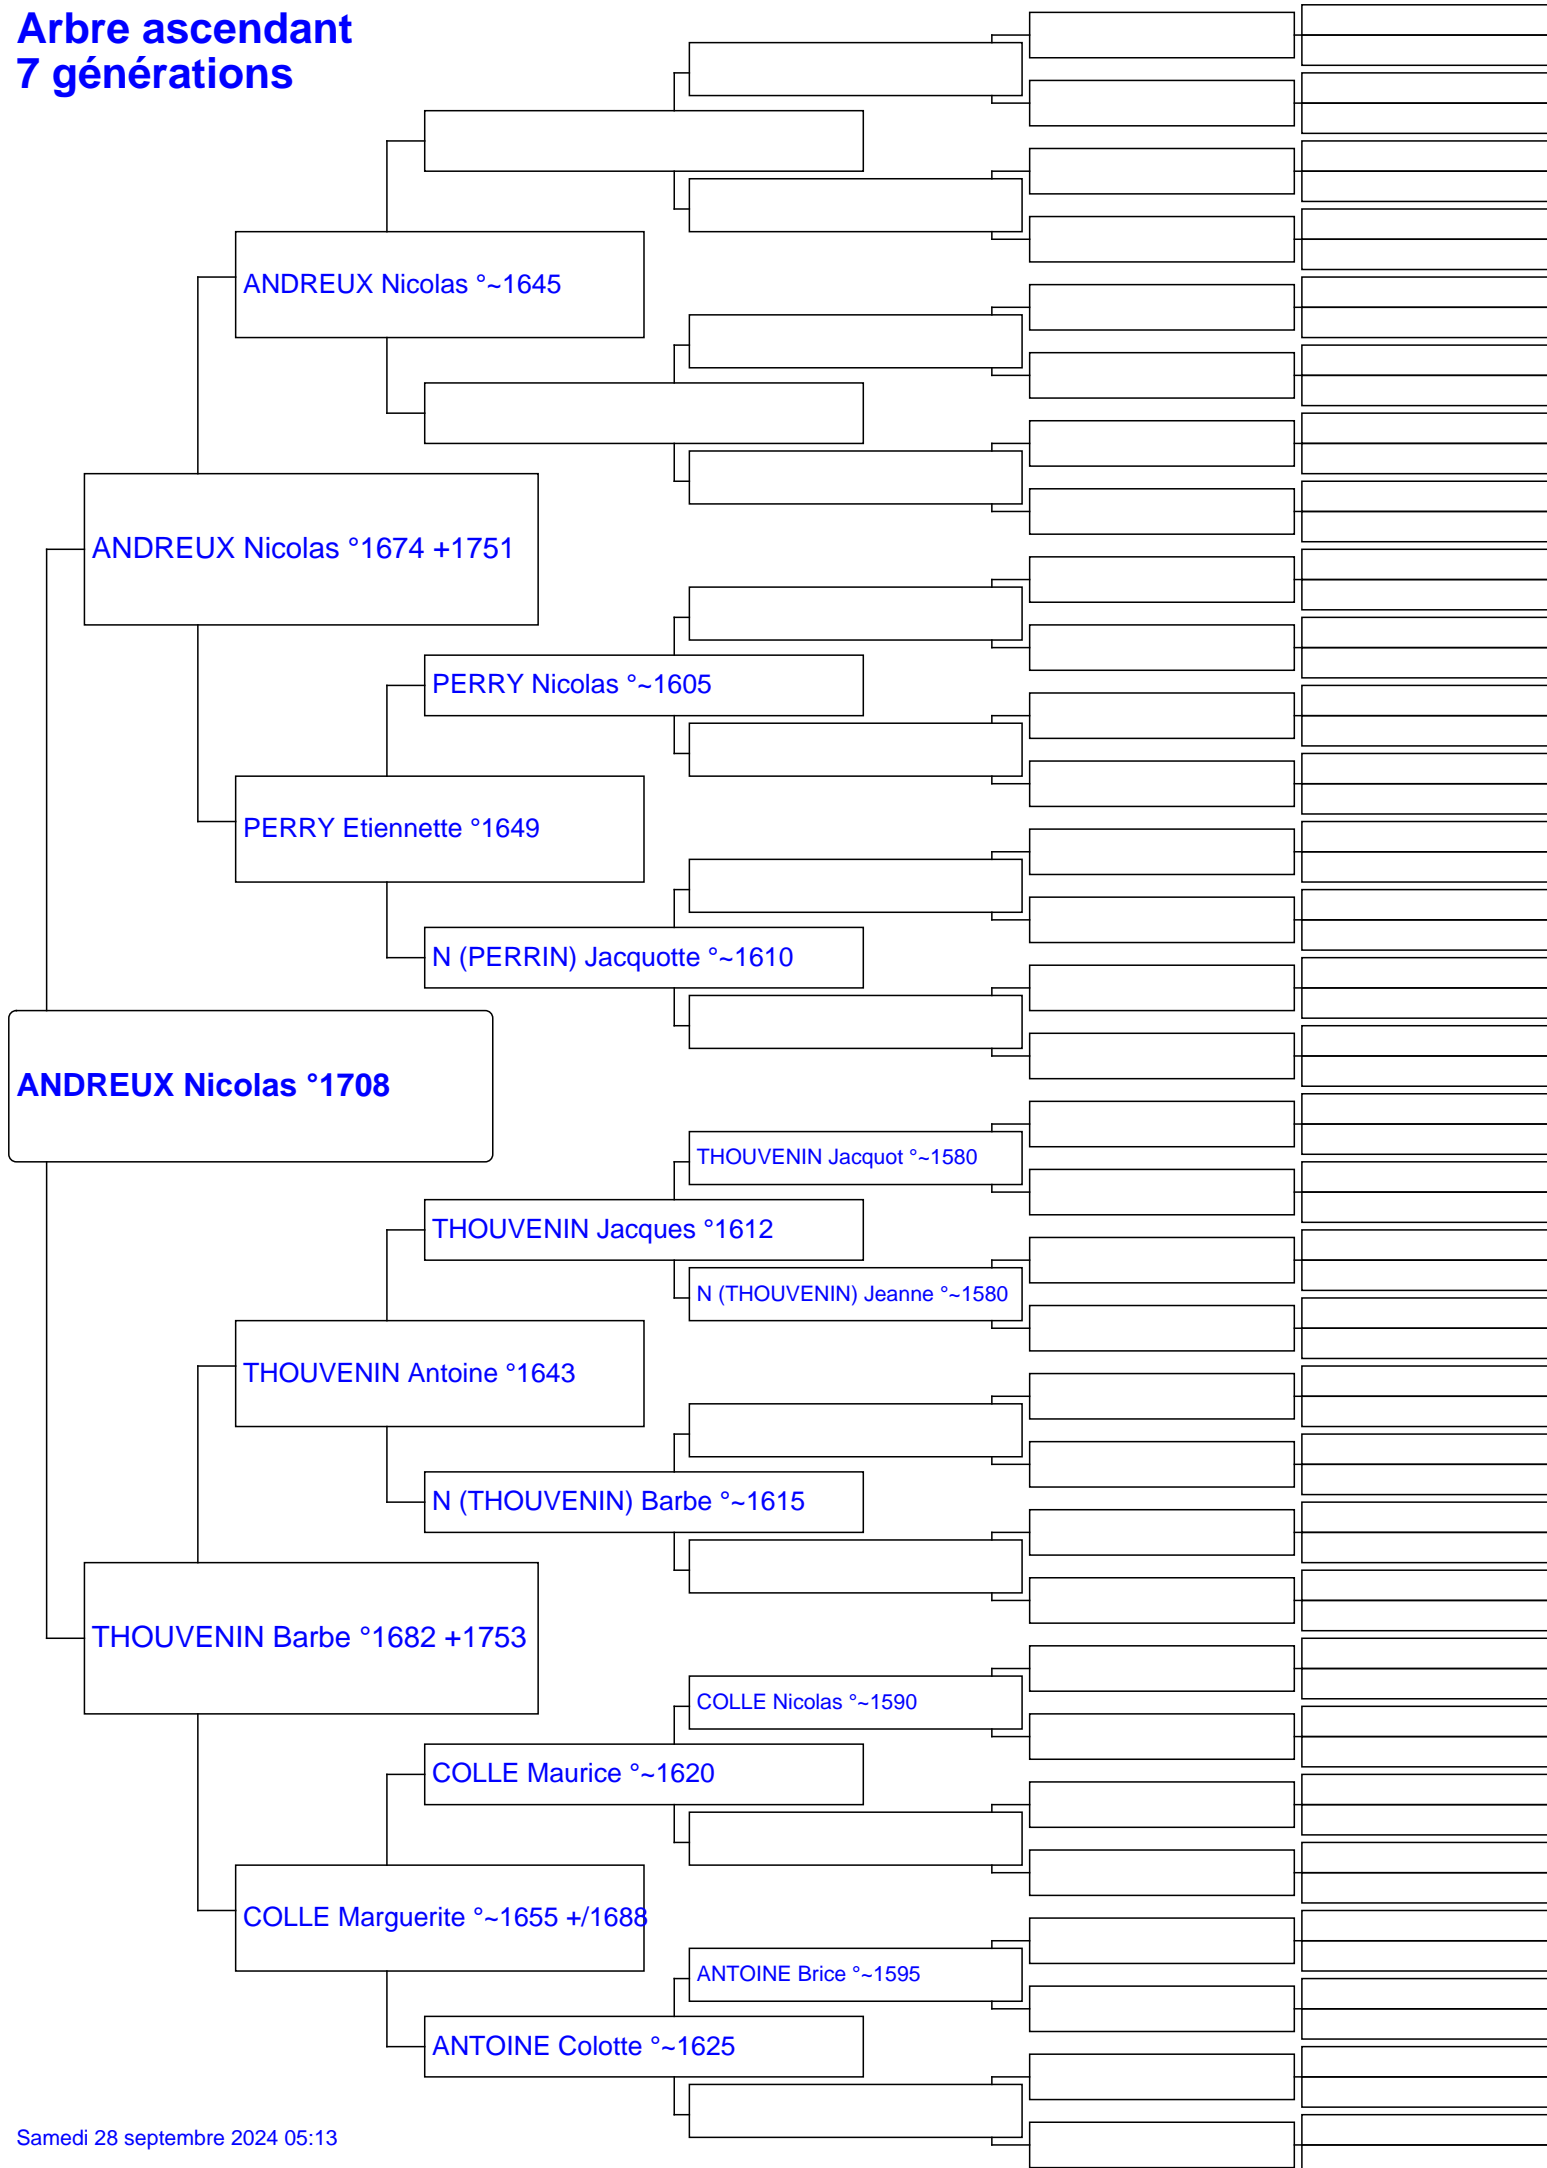 Arbre ascendant
7 générations
ANDREUX Nicolas °~1645
ANDREUX Nicolas °1674 +1751
PERRY Nicolas °~1605
PERRY Etiennette °1649
N (PERRIN) Jacquotte °~1610
ANDREUX Nicolas °1708
THOUVENIN Jacquot °~1580
THOUVENIN Jacques °1612
N (THOUVENIN) Jeanne °~1580
THOUVENIN Antoine °1643
N (THOUVENIN) Barbe °~1615
THOUVENIN Barbe °1682 +1753
COLLE Nicolas °~1590
COLLE Maurice °~1620
COLLE Marguerite °~1655 +/1688
ANTOINE Brice °~1595
ANTOINE Colotte °~1625
Samedi 28 septembre 2024 05:13